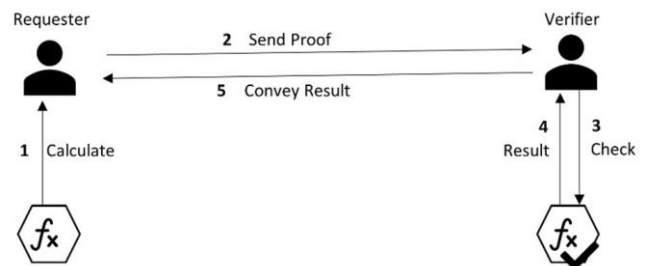 Requester
Verifier
2 Send Proof
5 Convey Result
1 Calculate
4
Result
3
Check
fx
fx